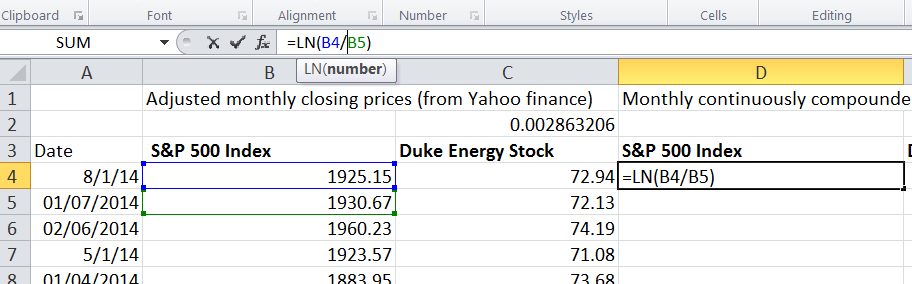 Clipboard Font Alignment Number Styles Cells Editing
SUM =LN(B4/B5)
LN(number)
A B C D
1 Adjusted monthly closing prices (from Yahoo finance) Monthly continuously compounde
2 0.002863206
3 Date S&P 500 Index Duke Energy Stock S&P 500 Index D
4 8/1/14 1925.15 72.94 =LN(B4/B5)
5 01/07/2014 1930.67 72.13
6 02/06/2014 1960.23 74.19
7 5/1/14 1923.57 71.08
8 01/04/2014 1883.95 73.68